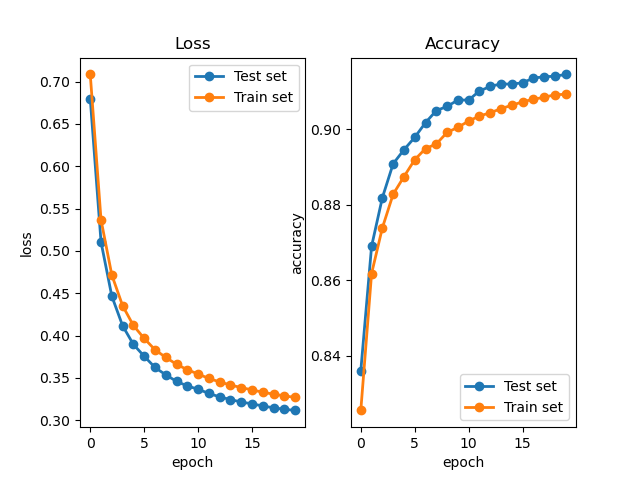 Loss
Test set
Train set
0.70
0.65
0.60
0.55
0.50
0.45
0.40
0.35
0.30
loss
0 5 10 15
epoch
Accuracy
0.90
0.88
0.86
0.84
accuracy
Test set
Train set
0 5 10 15
epoch